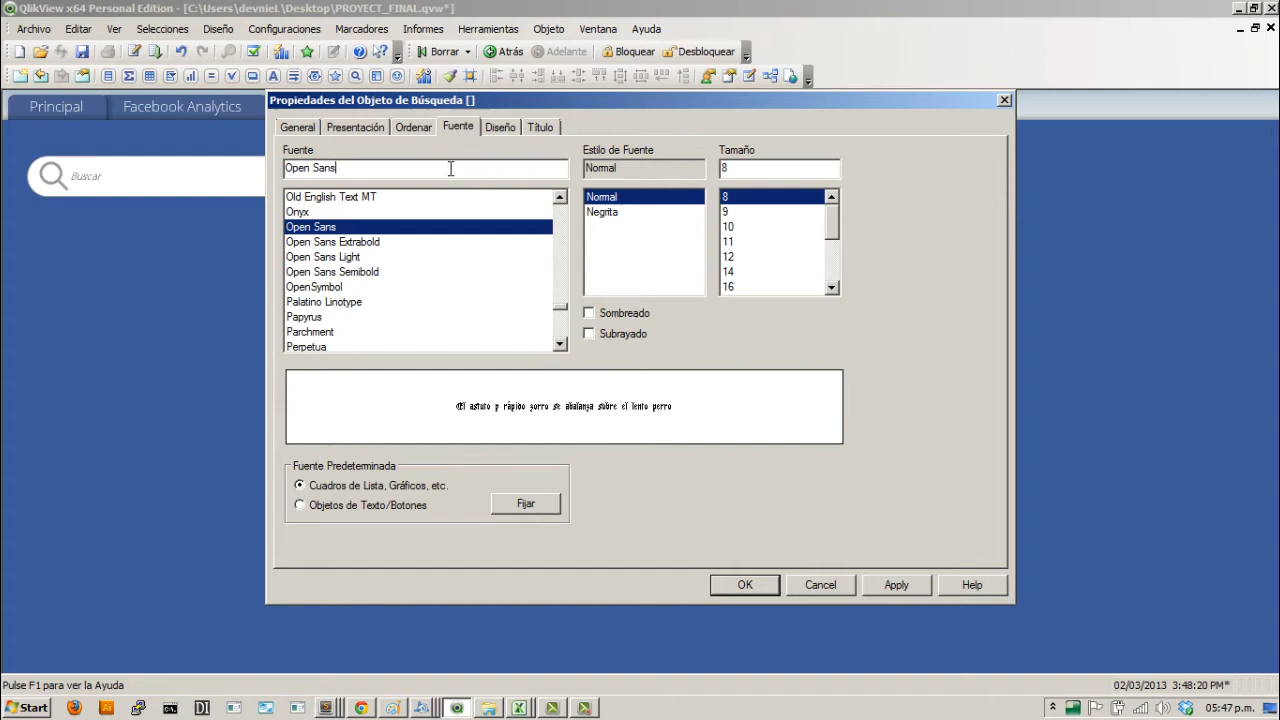 QlikView x64 Personal Edition - [C:\Users\devnieL\Desktop\PROYECT_FINAL.qvw*]
Archivo Editar Ver Selecciones Diseño Configuraciones Marcadores Informes Herramientas Objeto Ventana Ayuda
Borrar Atrás Adelante Bloquear Desbloquear
Principal Facebook Analytics
Buscar
Propiedades del Objeto de Búsqueda []
General Presentación Ordenar Fuente Diseño Título
Fuente Estilo de Fuente Tamaño
Open Sans Normal 8
Old English Text MT Normal 8
Onyx Negrita 9
Open Sans 10
Open Sans Extrabold 11
Open Sans Light 12
Open Sans Semibold 14
OpenSymbol 16
Palatino Linotype
Papyrus Sombreado
Parchment Subrayado
Perpetua
El astuto y rápido zorro se abalanza sobre el lento perro
Fuente Predeterminada
Cuadros de Lista, Gráficos, etc.
Objetos de Texto/Botones
Fijar
OK Cancel Apply Help
Pulse F1 para ver la Ayuda 02/03/2013 3:48:20 PM*
Start Ai DI 05:47 p.m.